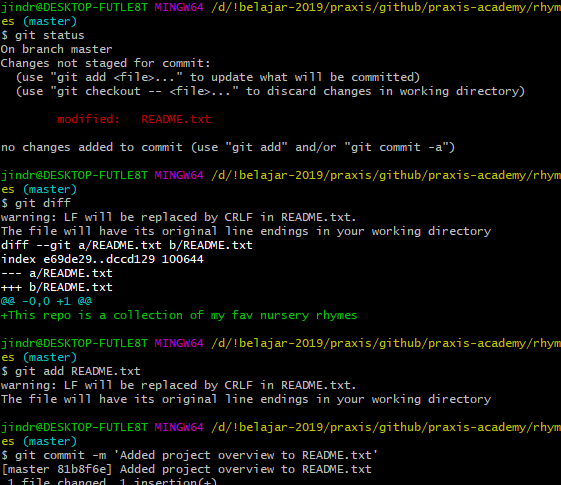 jindr@DESKTOP-FUTLE8T MINGW64 /d/!belajar-2019/praxis/github/praxis-academy/rhym
es (master)
$ git status
On branch master
Changes not staged for commit:
  (use "git add <file>..." to update what will be committed)
  (use "git checkout -- <file>..." to discard changes in working directory)
        modified:   README.txt
no changes added to commit (use "git add" and/or "git commit -a")
jindr@DESKTOP-FUTLE8T MINGW64 /d/!belajar-2019/praxis/github/praxis-academy/rhym
es (master)
$ git diff
warning: LF will be replaced by CRLF in README.txt.
The file will have its original line endings in your working directory
diff --git a/README.txt b/README.txt
index e69de29..dccd129 100644
--- a/README.txt
+++ b/README.txt
@@ -0,0 +1 @@
+This repo is a collection of my fav nursery rhymes
jindr@DESKTOP-FUTLE8T MINGW64 /d/!belajar-2019/praxis/github/praxis-academy/rhym
es (master)
$ git add README.txt
warning: LF will be replaced by CRLF in README.txt.
The file will have its original line endings in your working directory
jindr@DESKTOP-FUTLE8T MINGW64 /d/!belajar-2019/praxis/github/praxis-academy/rhym
es (master)
$ git commit -m 'Added project overview to README.txt'
[master 81b8f6e] Added project overview to README.txt
 1 file changed, 1 insertion(+)